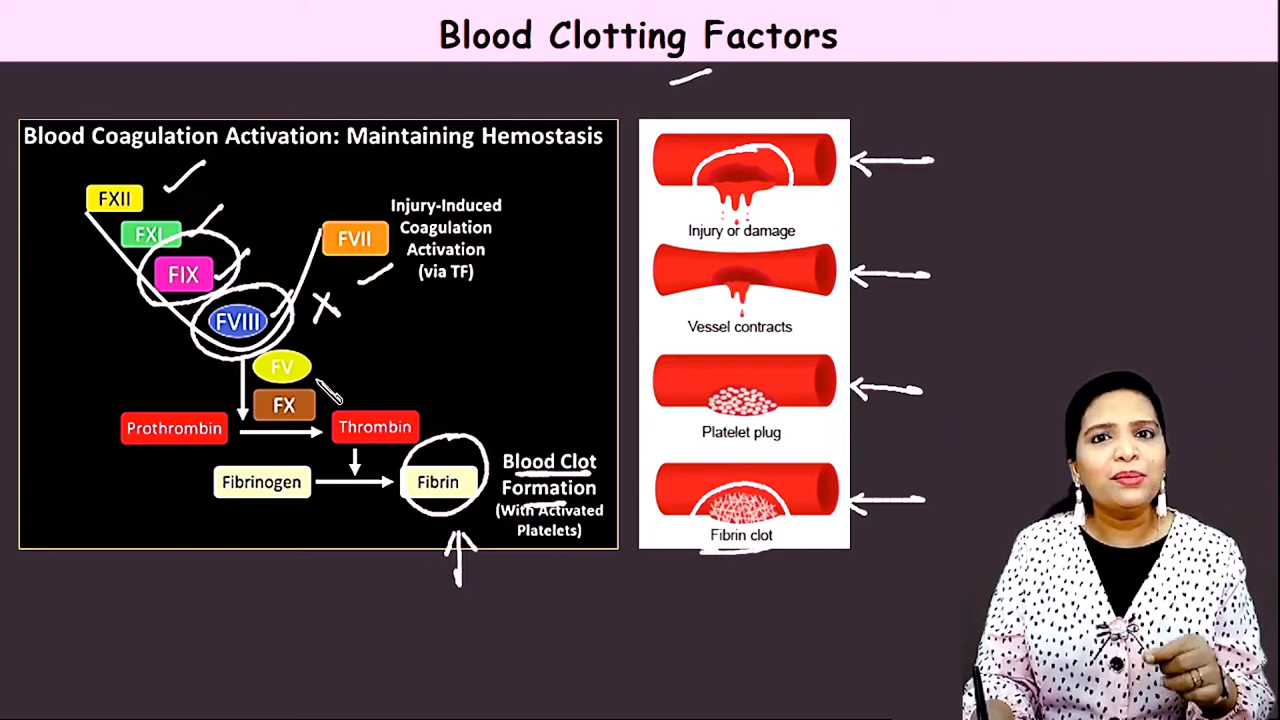 Blood Clotting Factors
Blood Coagulation Activation: Maintaining Hemostasis
FXII
FXI
FIX
FVIII
FVII
Injury-Induced
Coagulation
Activation
(via TF)
FV
FX
Prothrombin
Thrombin
Fibrinogen
Fibrin
Blood Clot
Formation
(With Activated
Platelets)
Injury or damage
Vessel contracts
Platelet plug
Fibrin clot